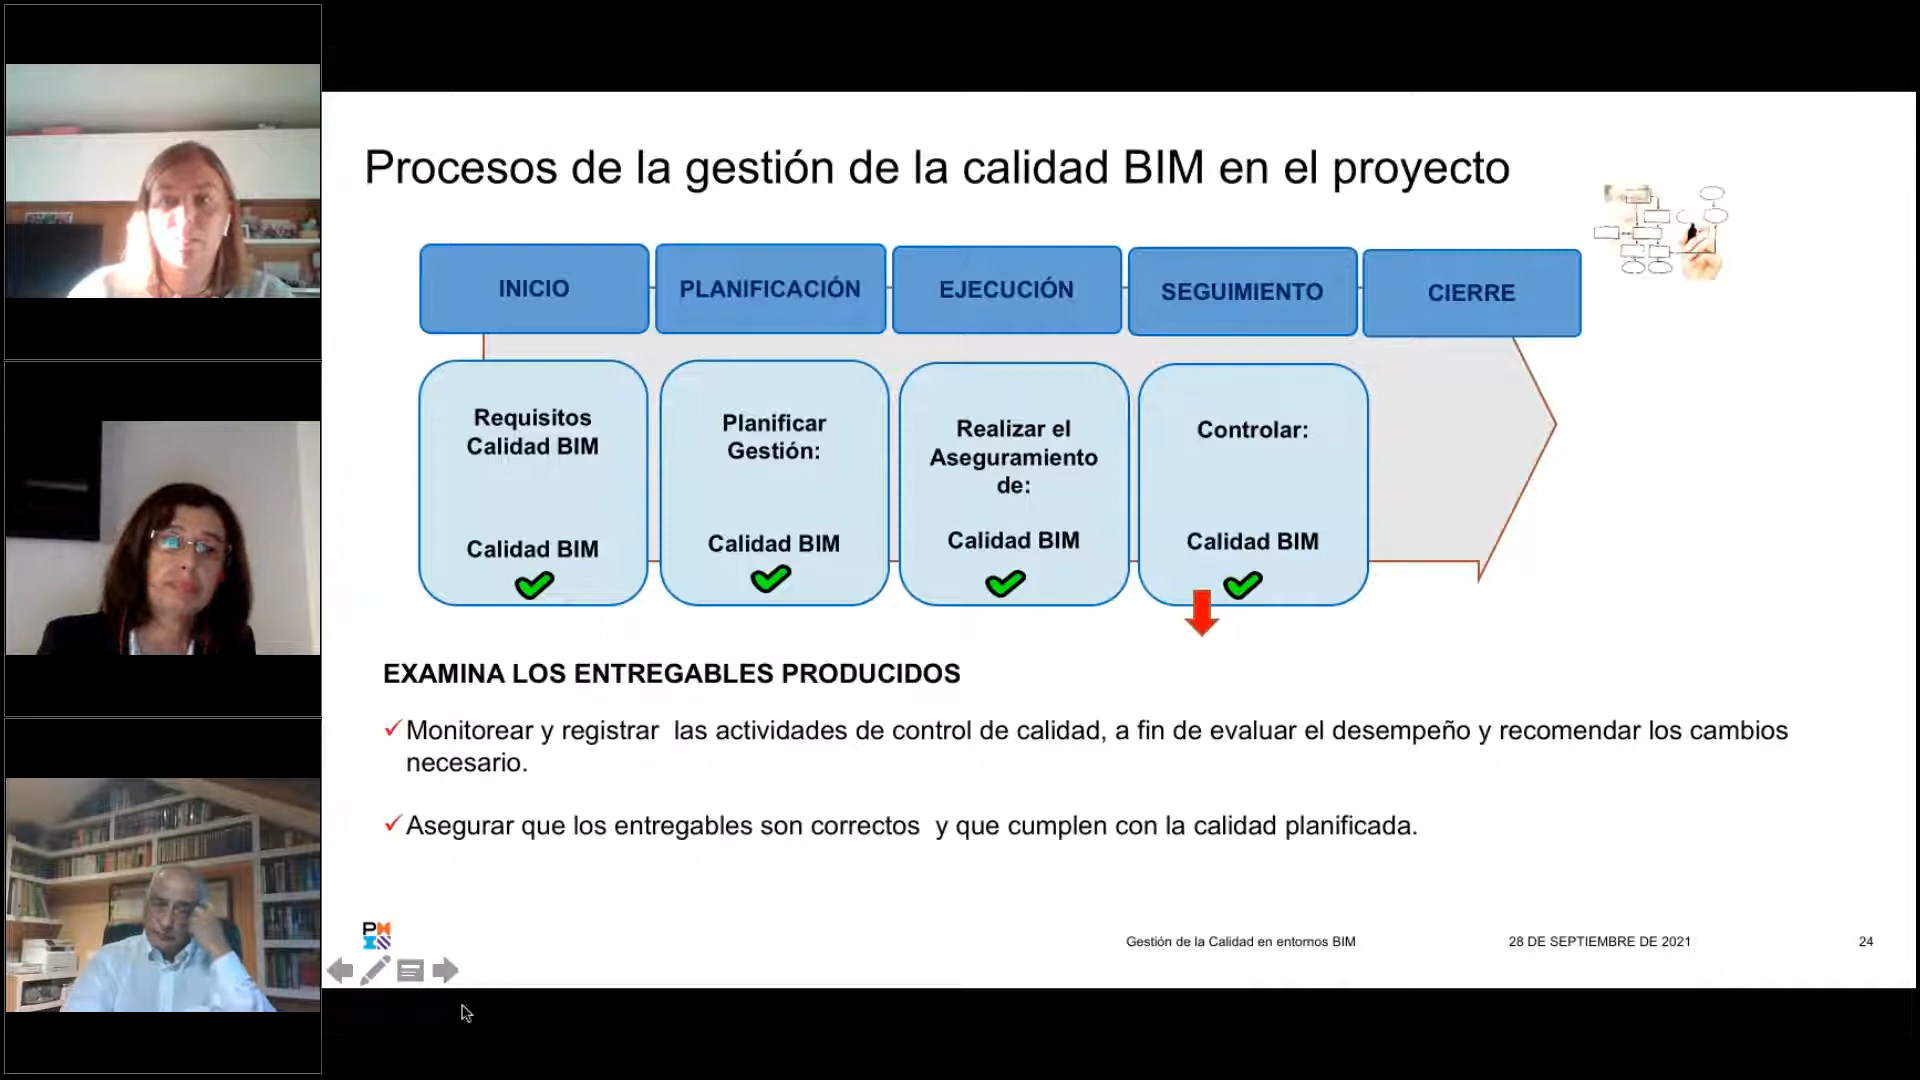 Procesos de la gestión de la calidad BIM en el proyecto
INICIO
PLANIFICACIÓN
EJECUCIÓN
SEGUIMIENTO
CIERRE
Requisitos
Calidad BIM
Calidad BIM
Planificar
Gestión:
Calidad BIM
Realizar el
Aseguramiento
de:
Calidad BIM
Controlar:
Calidad BIM
EXAMINA LOS ENTREGABLES PRODUCIDOS
Monitorear y registrar las actividades de control de calidad, a fin de evaluar el desempeño y recomendar los cambios
necesario.
Asegurar que los entregables son correctos y que cumplen con la calidad planificada.
PM
Gestión de la Calidad en entornos BIM
28 DE SEPTIEMBRE DE 2021
24